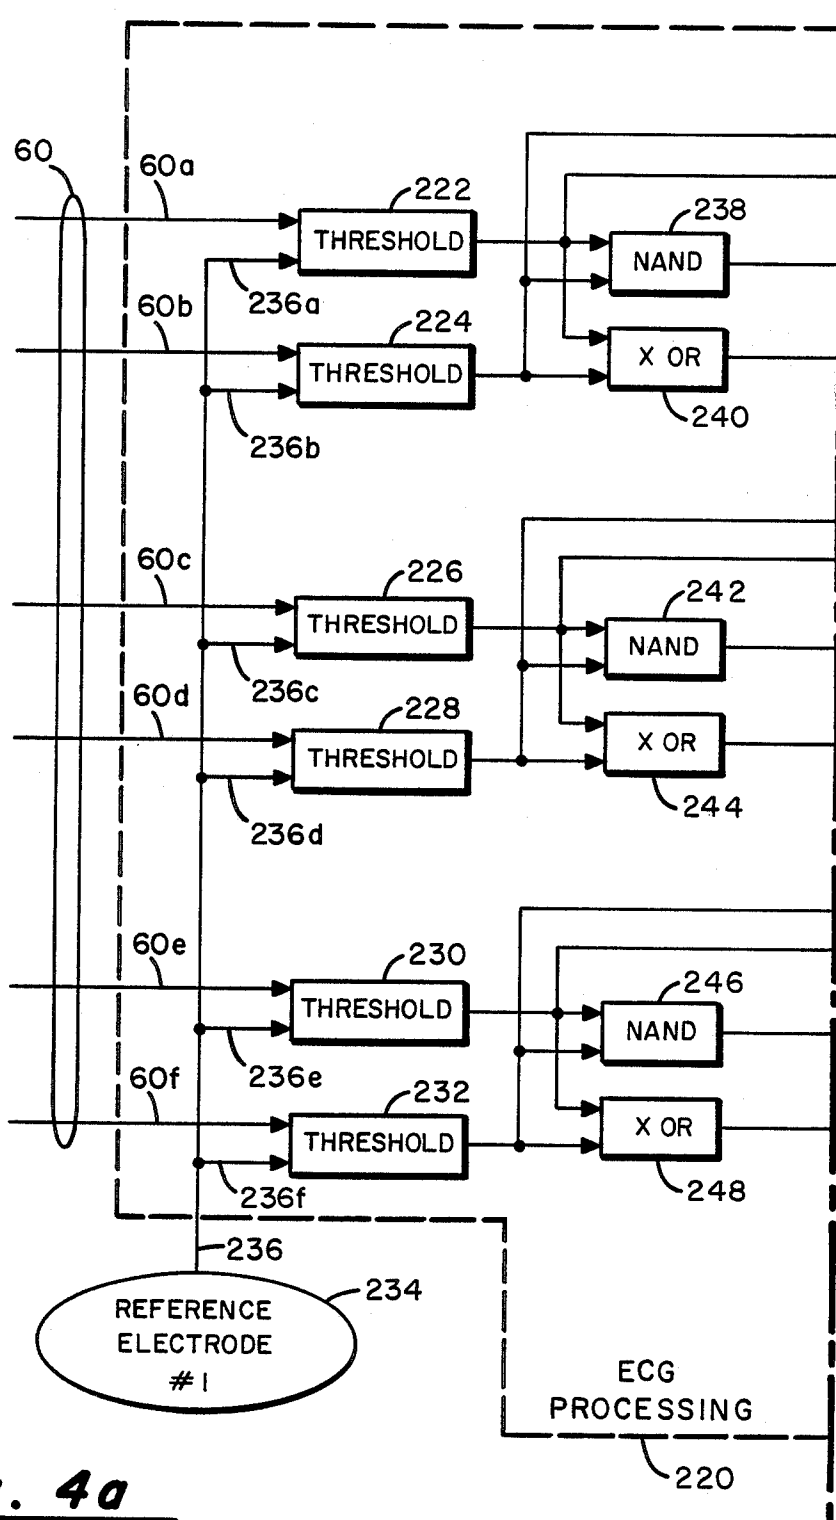 60
60a
222
THRESHOLD
238
NAND
236a
60b
224
THRESHOLD
X OR
240
236b
60c
226
THRESHOLD
242
NAND
236c
60d
228
THRESHOLD
X OR
244
236d
60e
230
THRESHOLD
246
NAND
236e
60f
232
THRESHOLD
X OR
248
236f
236
234
REFERENCE
ELECTRODE
#1
ECG
PROCESSING
220
. 4a